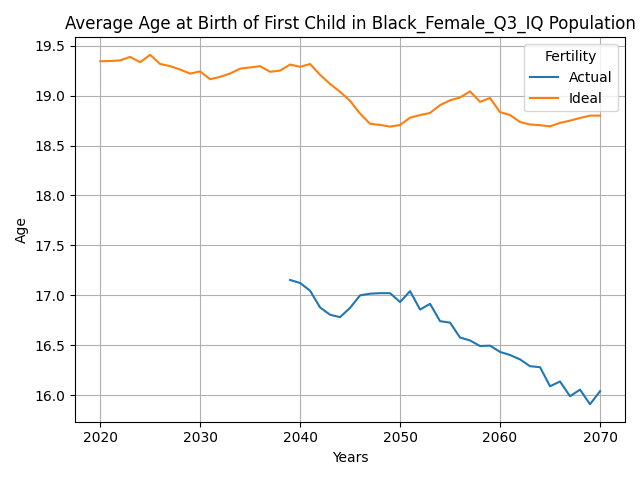 Average Age at Birth of First Child in Black_Female_Q3_IQ Population
Fertility
Actual
Ideal
19.5
19.0
18.5
18.0
17.5
17.0
16.5
16.0
Age
2020 2030 2040 2050 2060 2070
Years